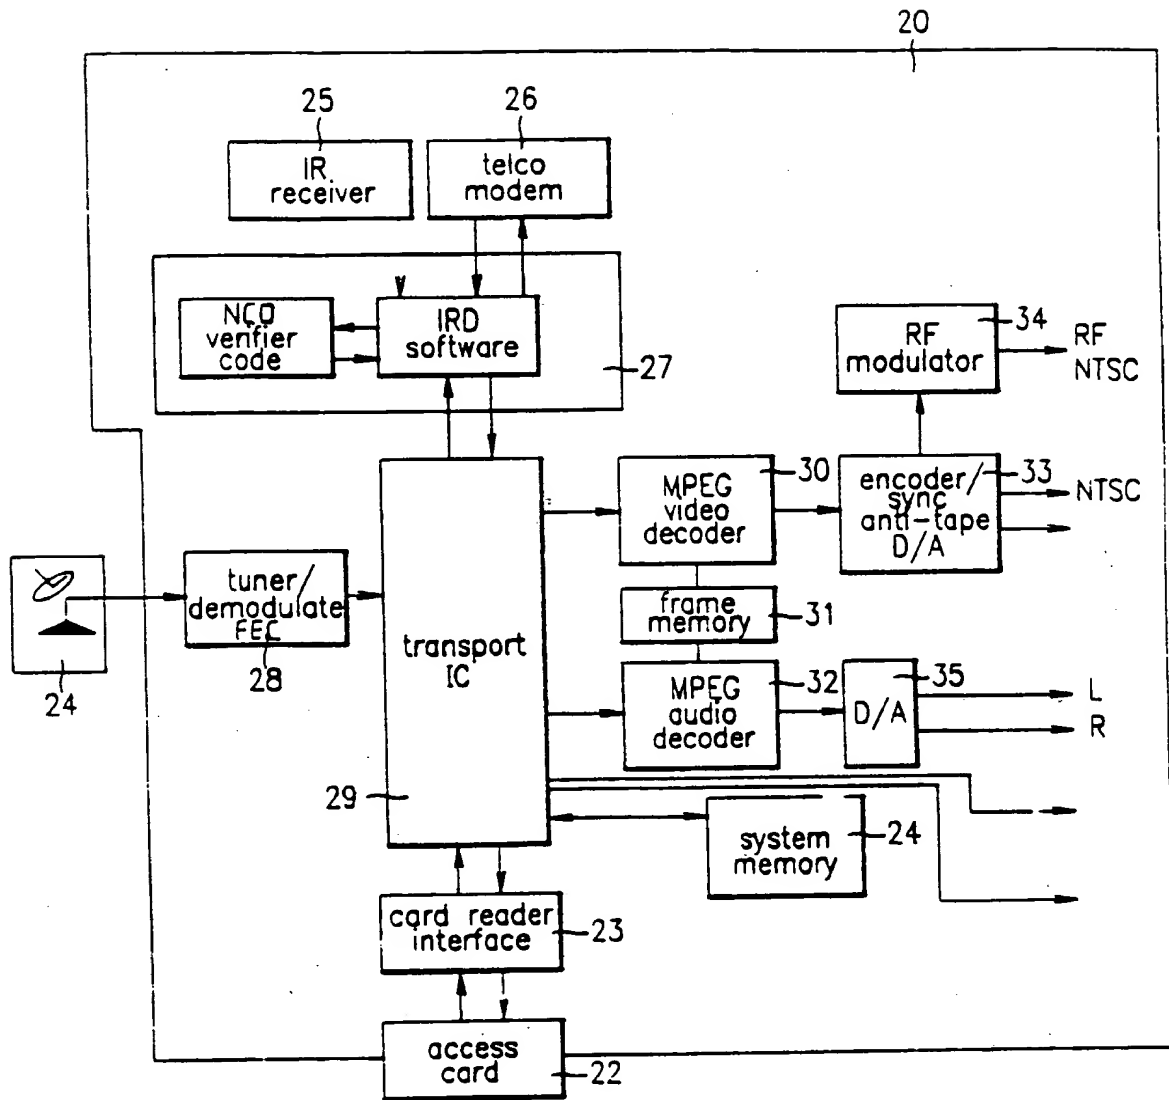 20
25
26
IR
receiver
telco
modem
NCO
verifier
code
IRD
software
27
RF
modulator
34
RF
NTSC
MPEG
video
decoder
30
encoder/
sync
anti-tape
D/A
33
NTSC
tuner/
demodulate
FEC
28
24
transport
IC
29
frame
memory
31
MPEG
audio
decoder
32
D/A
35
L
R
system
memory
24
card reader
interface
23
access
card
22